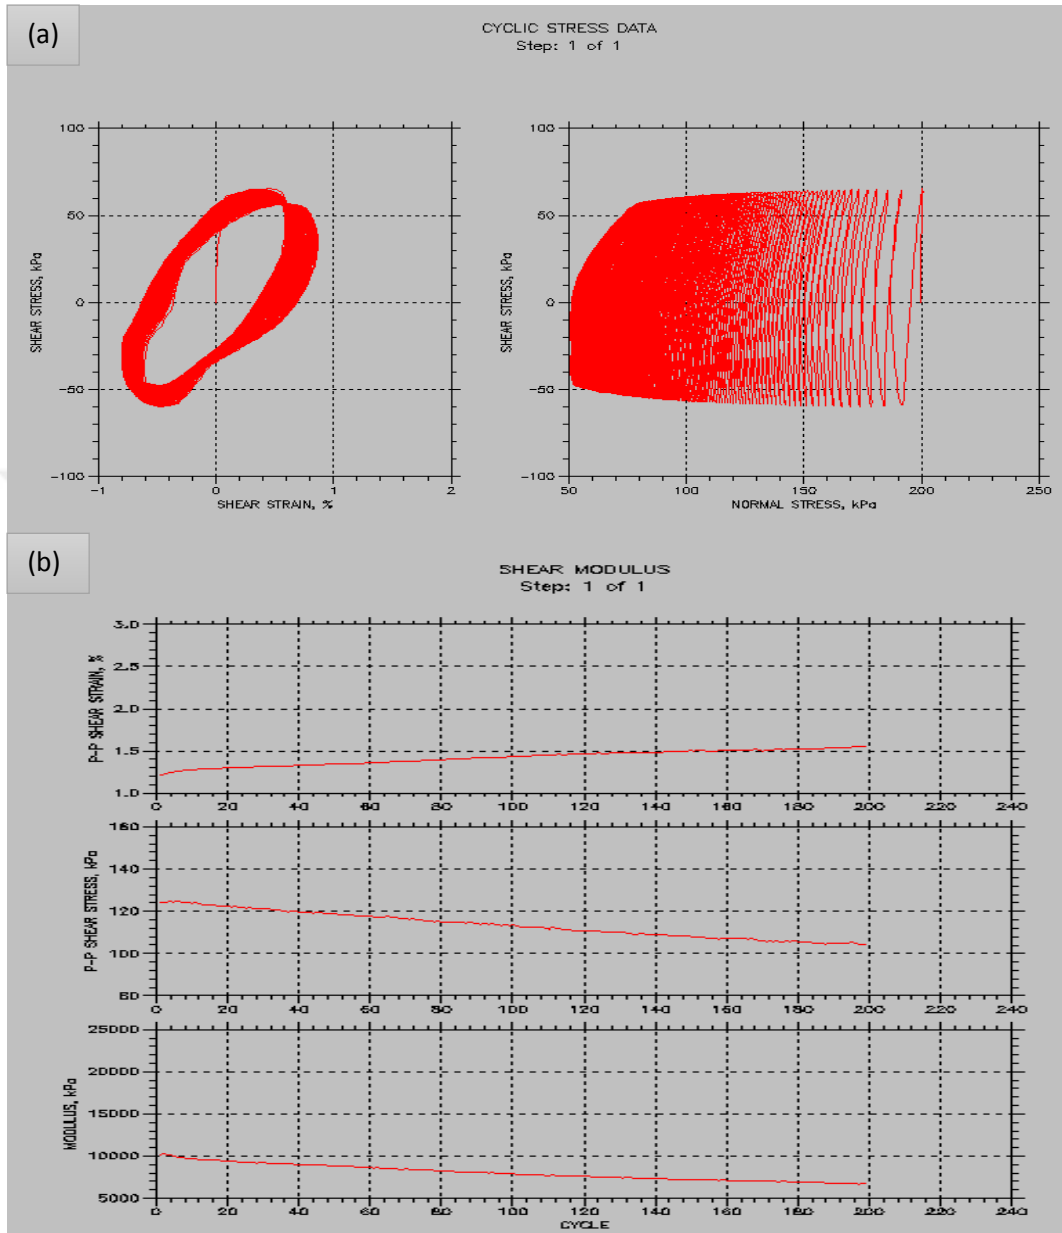 (a)
CYCLIC STRESS DATA
Step: 1 of 1
100
50
0
-50
-100
SHEAR STRESS, kPa
-1 0 1 2
SHEAR STRAIN, %
100
50
0
-50
-100
SHEAR STRESS, kPa
50 100 150 200 250
NORMAL STRESS, kPa
(b)
SHEAR MODULUS
Step: 1 of 1
3.0
2.5
2.0
1.5
1.0
P-P SHEAR STRAIN, %
0 20 40 60 80 100 120 140 160 180 200 220 240
160
140
120
100
80
P-P SHEAR STRESS, kPa
0 20 40 60 80 100 120 140 160 180 200 220 240
25000
20000
15000
10000
5000
MODULUS, kPa
0 20 40 60 80 100 120 140 160 180 200 220 240
CYCLE